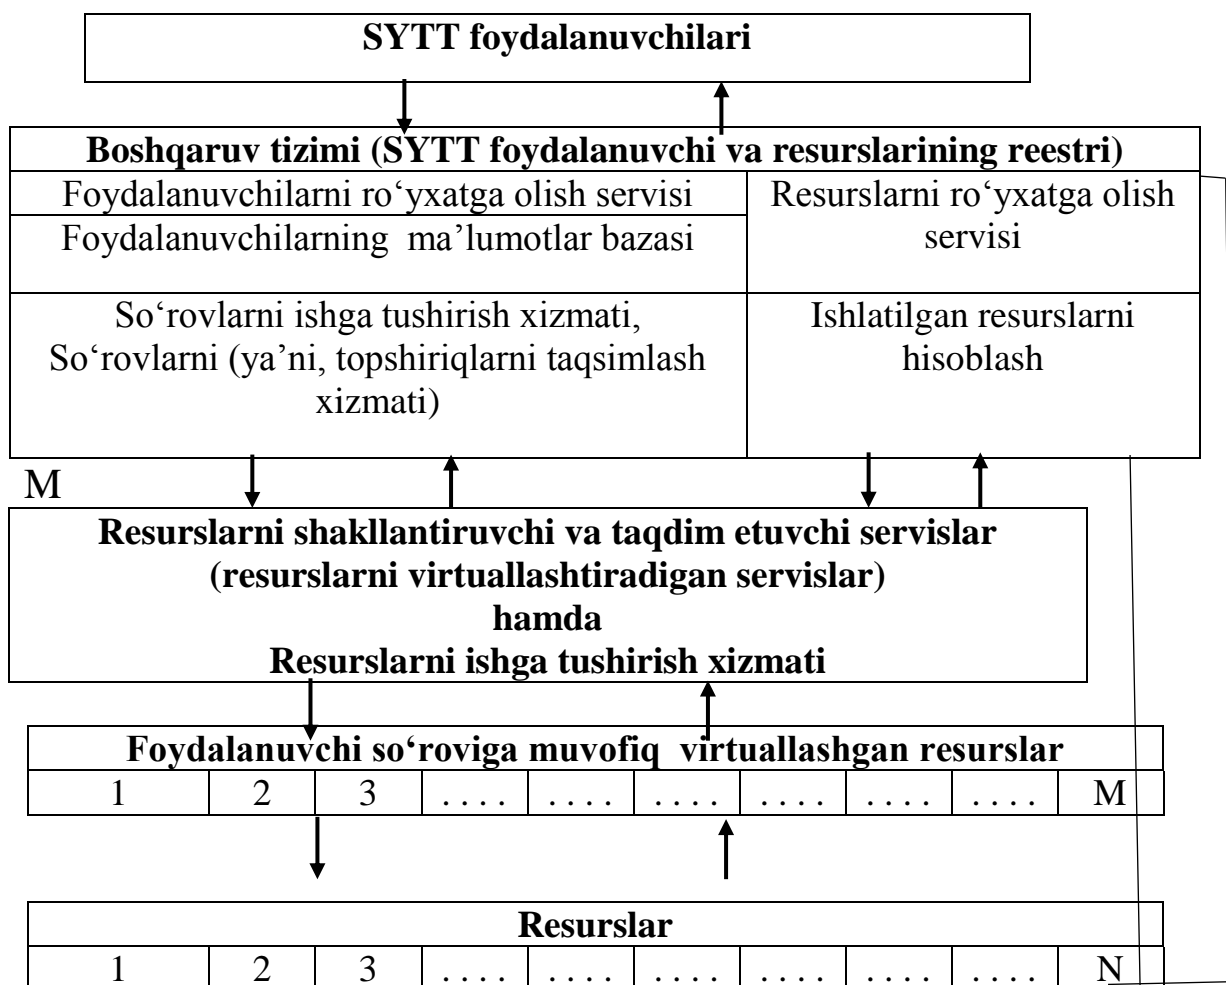 SYTT foydalanuvchilari
Boshqaruv tizimi (SYTT foydalanuvchi va resurslarining reestri)
Foydalanuvchilarni ro‘yxatga olish servisi
Foydalanuvchilarning ma’lumotlar bazasi
Resurslarni ro‘yxatga olish
servisi
So‘rovlarni ishga tushirish xizmati,
So‘rovlarni (ya’ni, topshiriqlarni taqsimlash
xizmati)
Ishlatilgan resurslarni
hisoblash
M
Resurslarni shakllantiruvchi va taqdim etuvchi servislar
(resurslarni virtuallashtiradigan servislar)
hamda
Resurslarni ishga tushirish xizmati
Foydalanuvchi so‘roviga muvofiq virtuallashgan resurslar
1 2 3 . . . . . . . . . . . . . . . . . . . . . . . . M
Resurslar
1 2 3 . . . . . . . . . . . . . . . . . . . . . . . . N